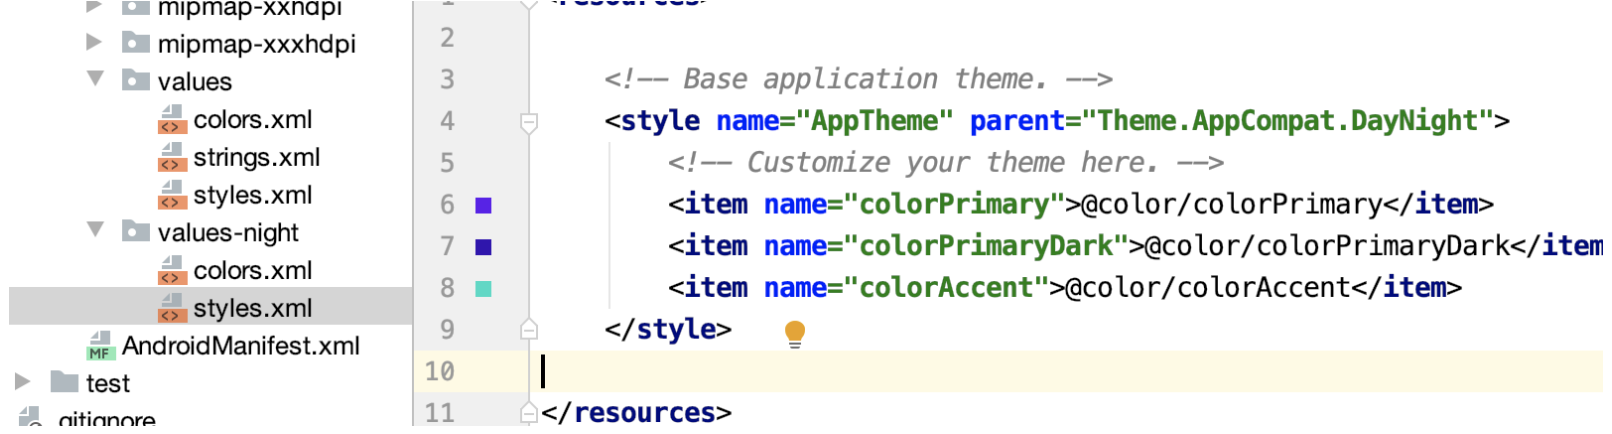 mipmap-xxhdpi
mipmap-xxxhdpi
values
colors.xml
strings.xml
styles.xml
values-night
colors.xml
styles.xml
MF AndroidManifest.xml
test
.gitignore
1 <resources>
2
3 <!-- Base application theme. -->
4 <style name="AppTheme" parent="Theme.AppCompat.DayNight">
5 <!-- Customize your theme here. -->
6 <item name="colorPrimary">@color/colorPrimary</item>
7 <item name="colorPrimaryDark">@color/colorPrimaryDark</item
8 <item name="colorAccent">@color/colorAccent</item>
9 </style>
10
11 </resources>